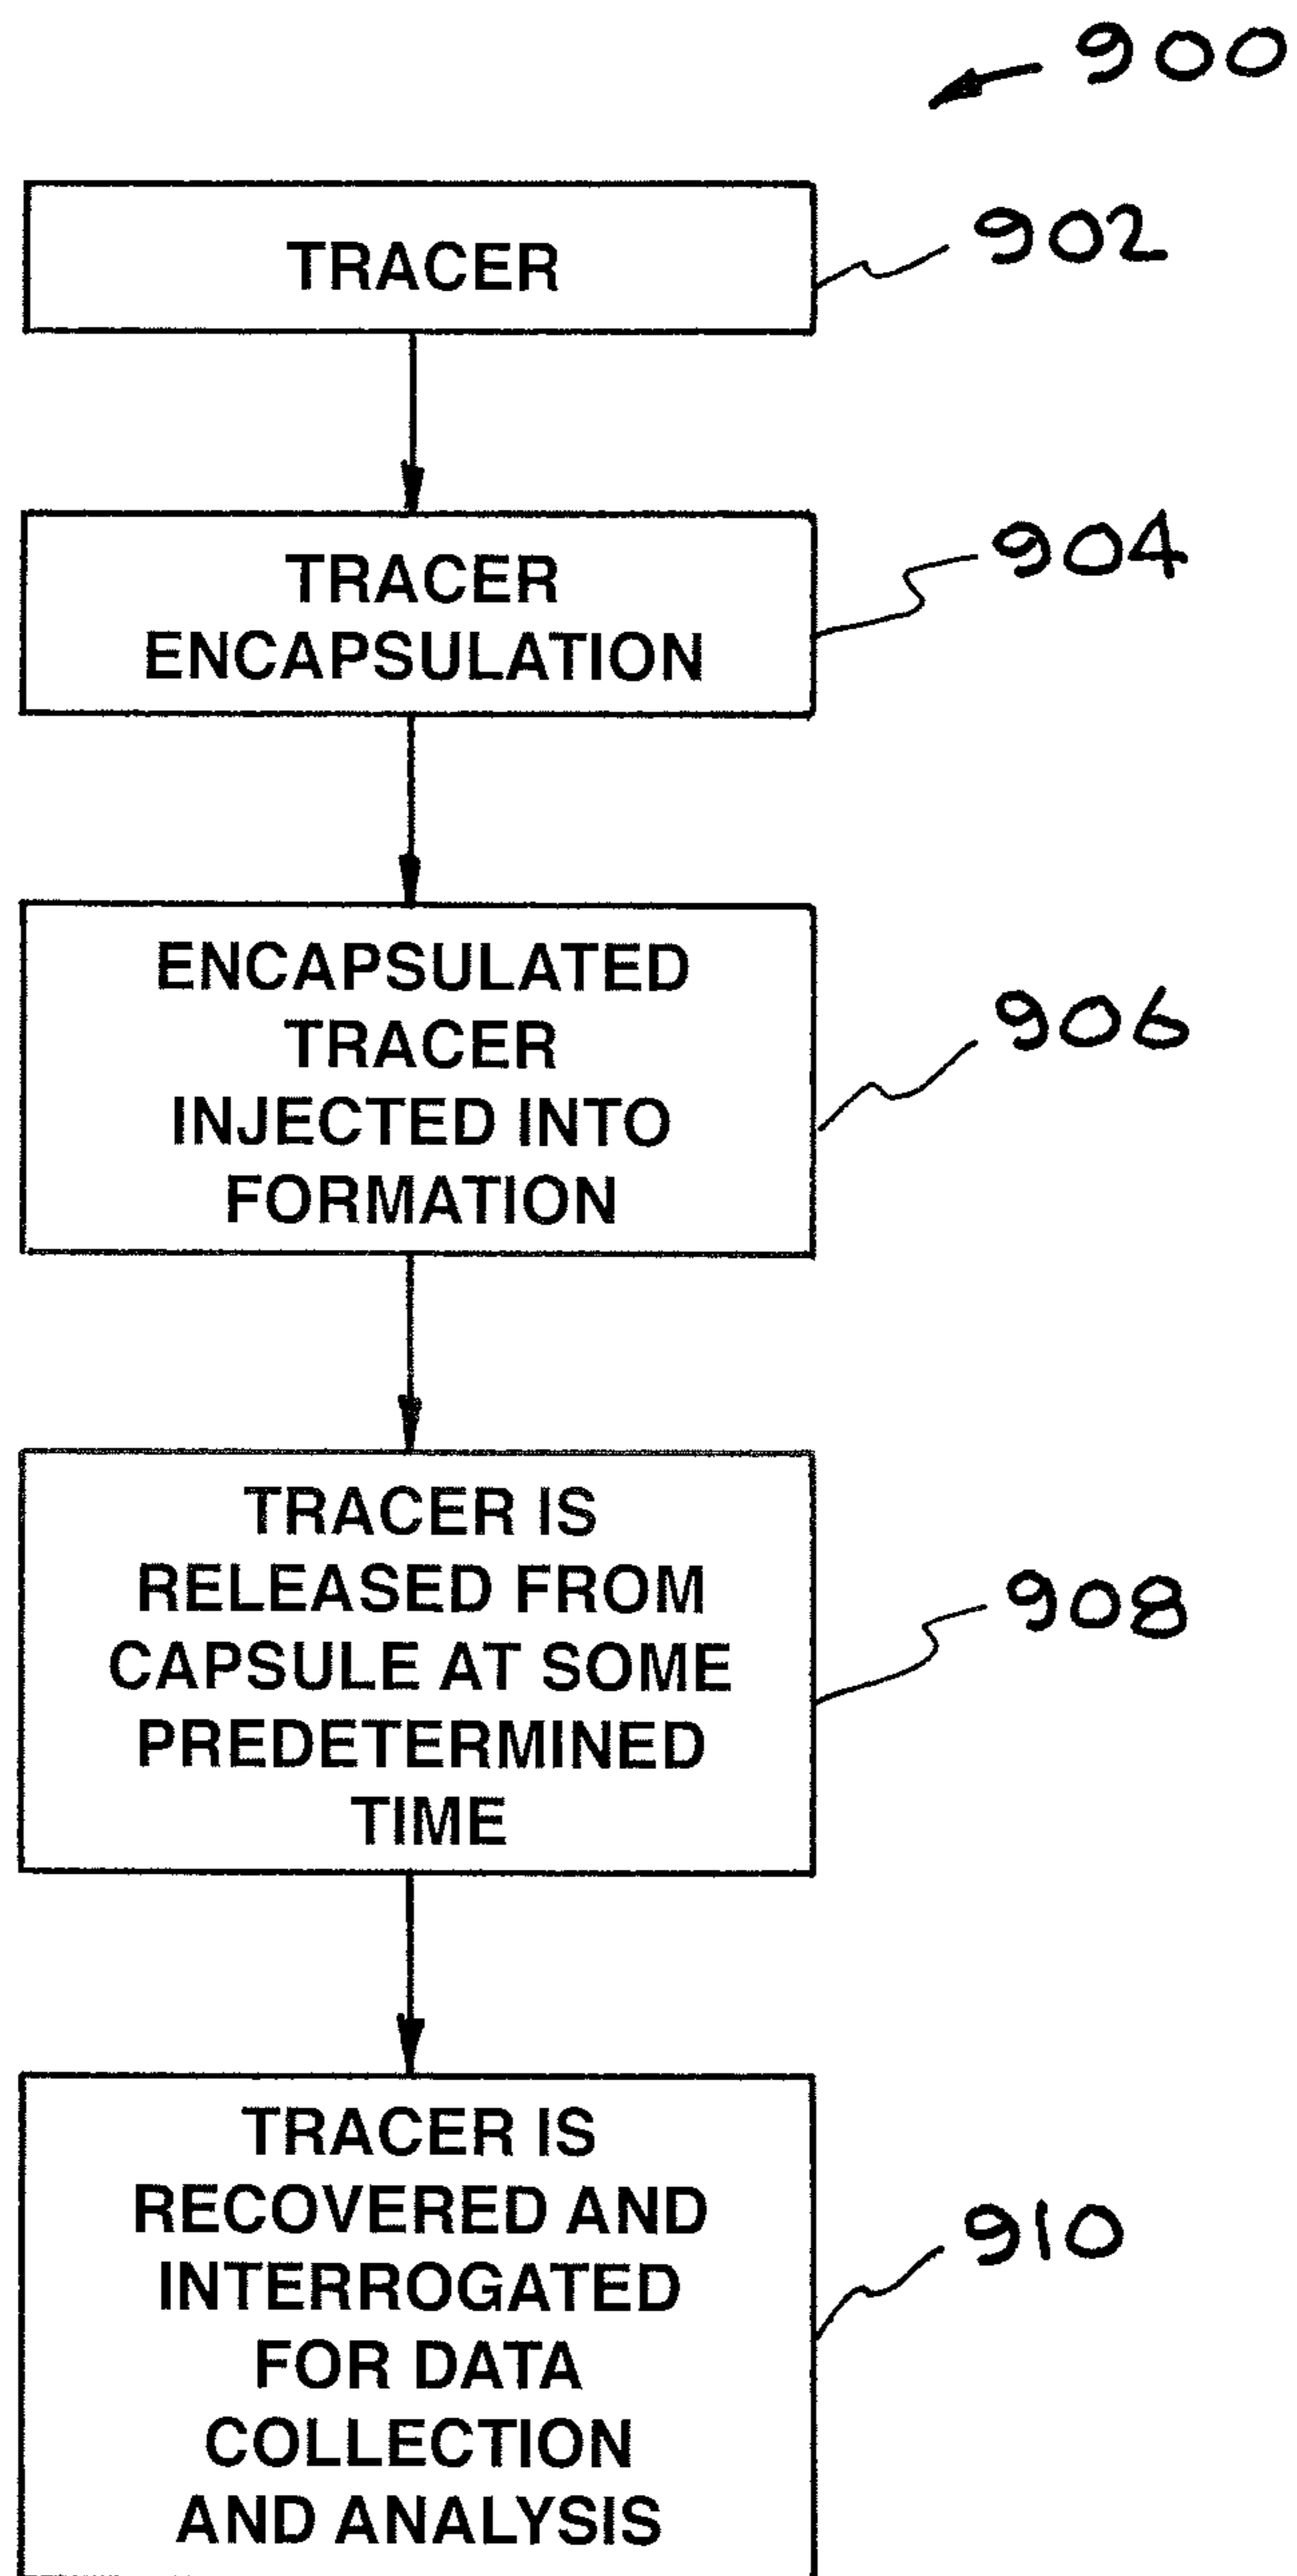 900
TRACER
902
TRACER
ENCAPSULATION
904
ENCAPSULATED
TRACER
INJECTED INTO
FORMATION
906
TRACER IS
RELEASED FROM
CAPSULE AT SOME
PREDETERMINED
TIME
908
TRACER IS
RECOVERED AND
INTERROGATED
FOR DATA
COLLECTION
AND ANALYSIS
910